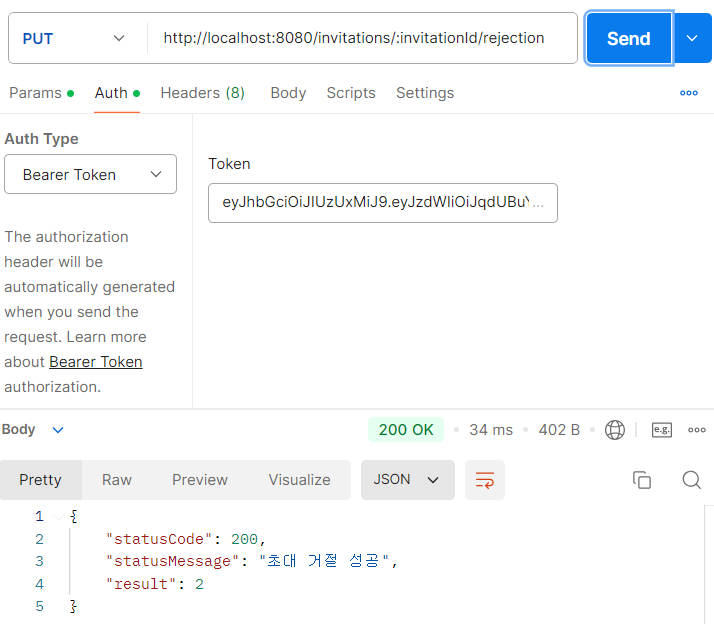 PUT http://localhost:8080/invitations/:invitationId/rejection Send
Params Auth Headers (8) Body Scripts Settings
Auth Type
Bearer Token
Token
eyJhbGciOiJIUzUxMiJ9.eyJzdWIiOiJqdUBu...
The authorization
header will be
automatically generated
when you send the
request. Learn more
about Bearer Token
authorization.
Body 200 OK 34 ms 402 B e.g.
Pretty Raw Preview Visualize JSON
1 {
2 "statusCode": 200,
3 "statusMessage": "초대 거절 성공",
4 "result": 2
5 }